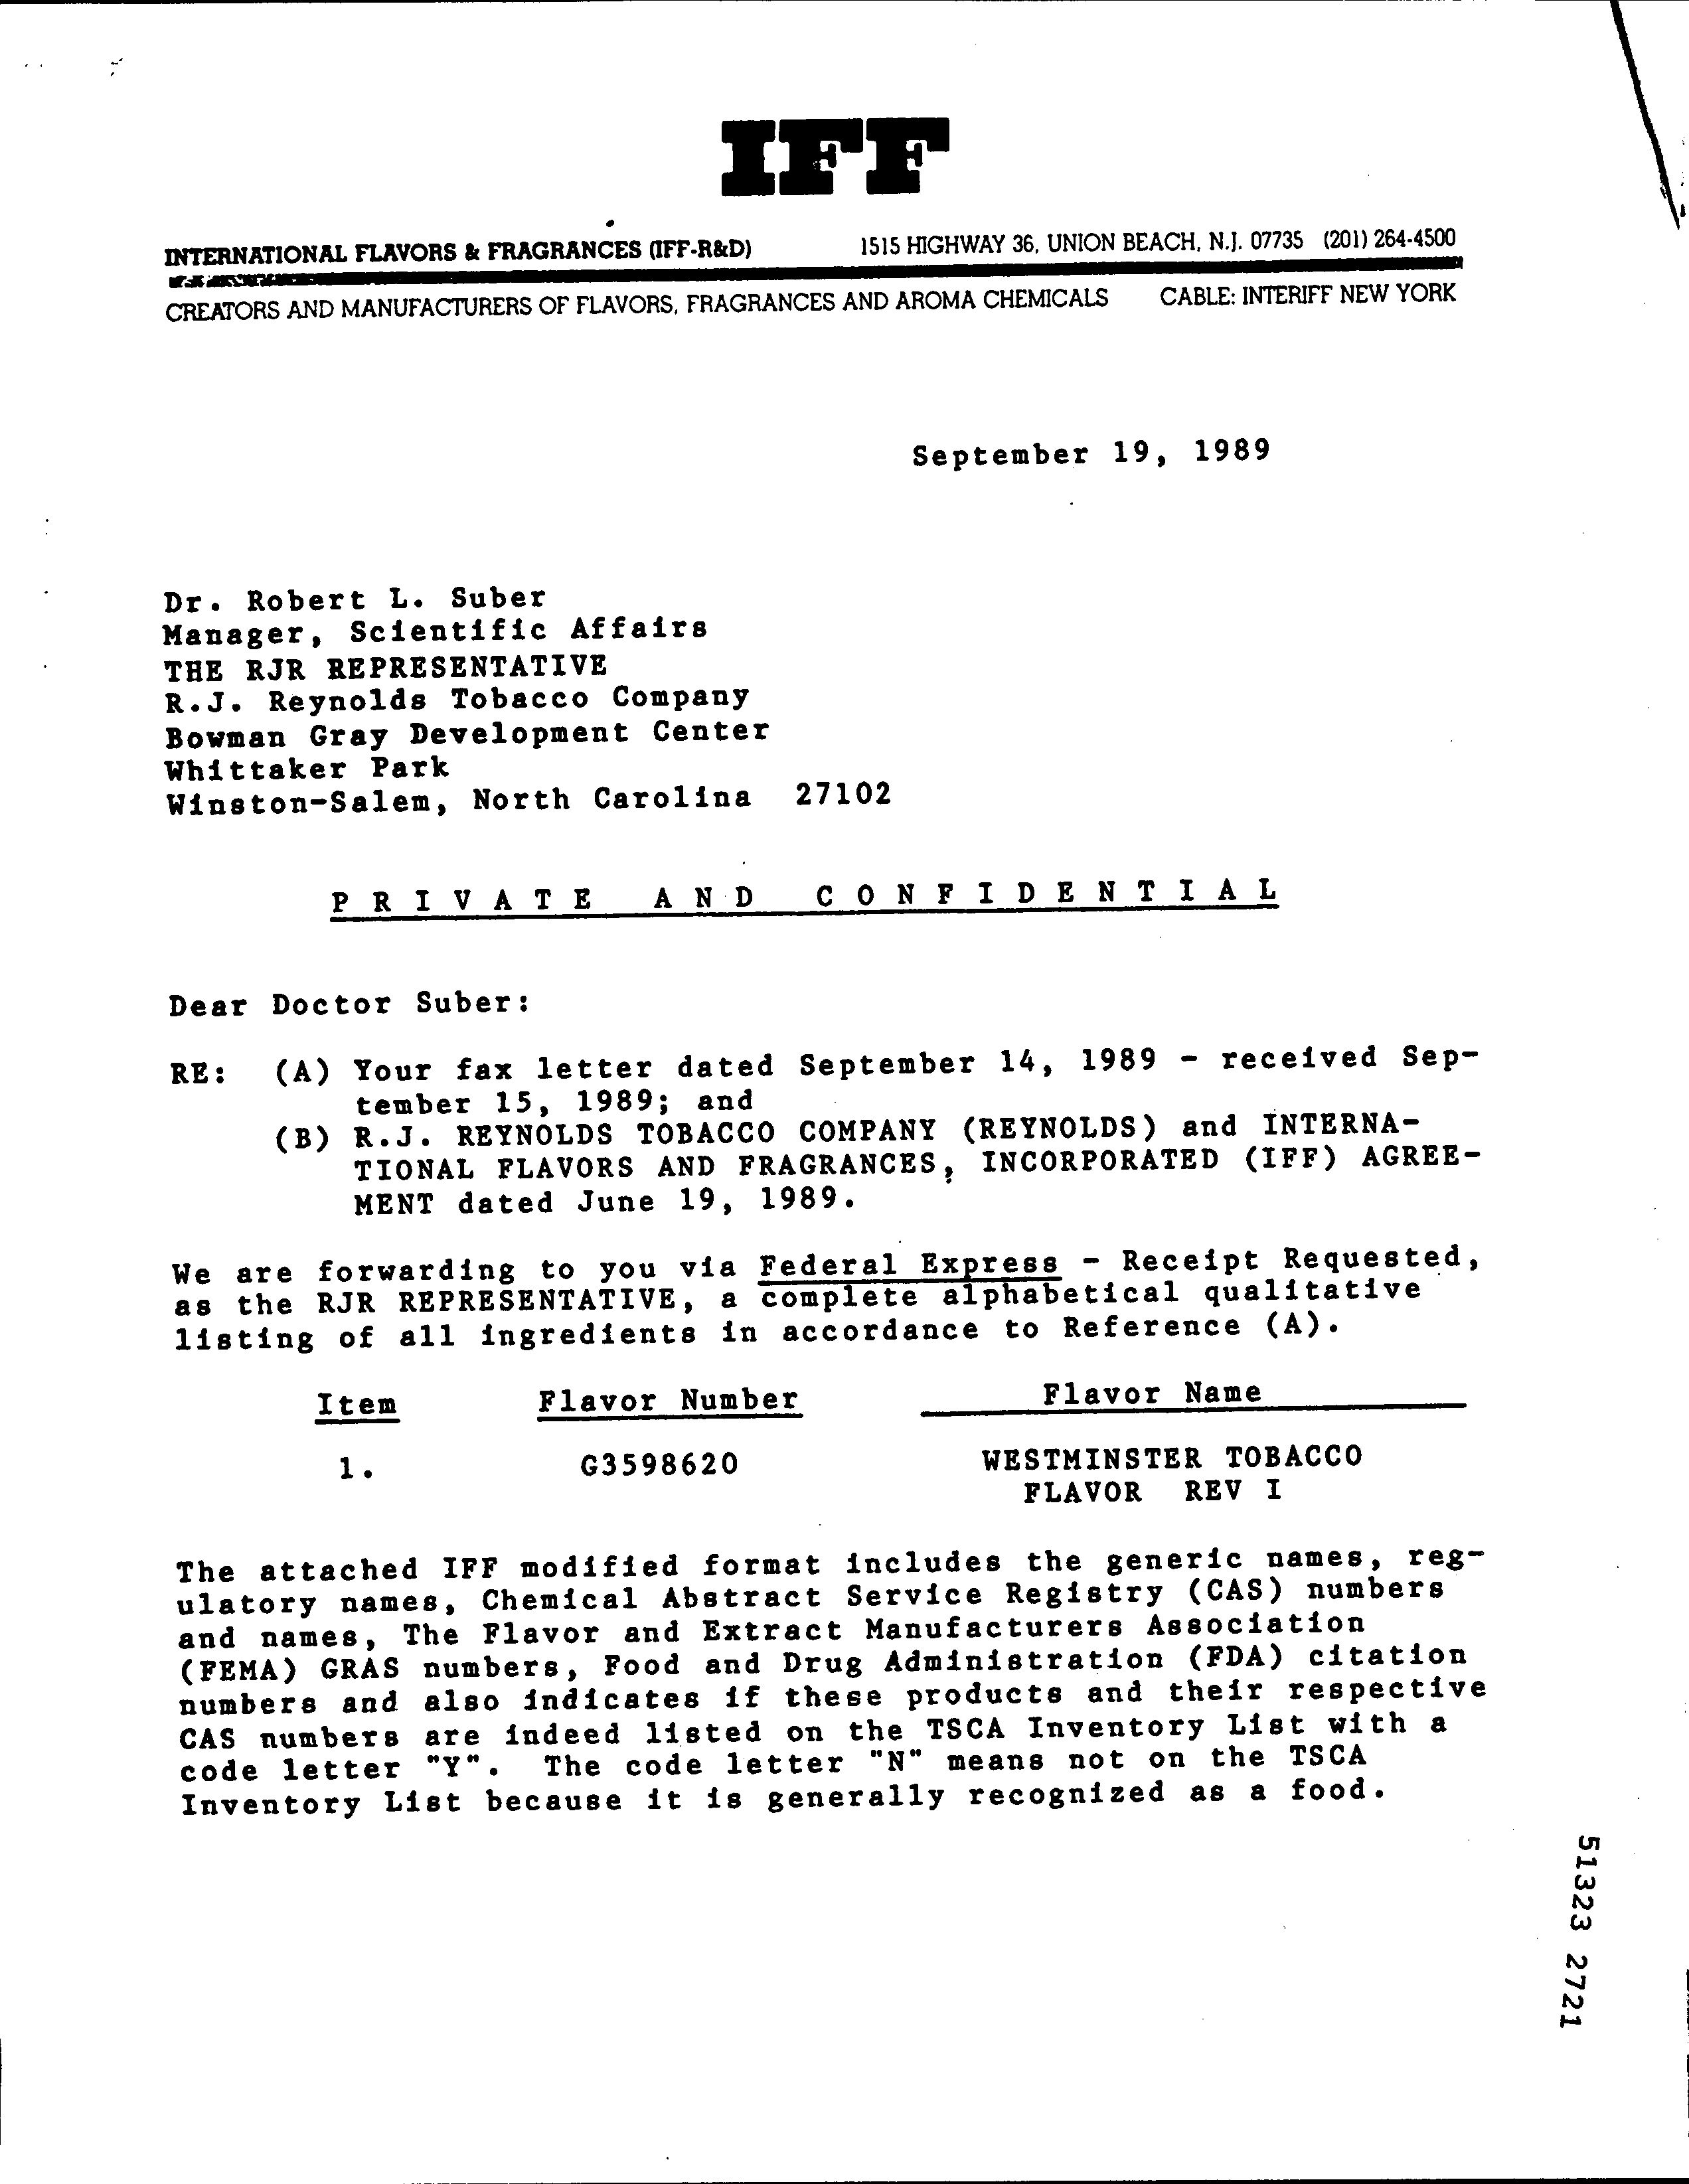 IFF
INTERNATIONAL FLAVORS & FRAGRANCES (IFF-R&D) 1515 HIGHWAY 36, UNION BEACH, N.J. 07735 (201) 264-4500
CREATORS AND MANUFACTURERS OF FLAVORS, FRAGRANCES AND AROMA CHEMICALS CABLE: INTERIFF NEW YORK
September 19, 1989
Dr. Robert L. Suber
Manager, Scientific Affairs
THE RJR REPRESENTATIVE
R.J. Reynolds Tobacco Company
Bowman Gray Development Center
Whittaker Park
Winston-Salem, North Carolina 27102
P R I V A T E A N D C O N F I D E N T I A L
Dear Doctor Suber:
RE: (A) Your fax letter dated September 14, 1989 - received Sep-
tember 15, 1989; and
(B) R.J. REYNOLDS TOBACCO COMPANY (REYNOLDS) and INTERNA-
TIONAL FLAVORS AND FRAGRANCES, INCORPORATED (IFF) AGREE-
MENT dated June 19, 1989.
We are forwarding to you via Federal Express - Receipt Requested,
as the RJR REPRESENTATIVE, a complete alphabetical qualitative
listing of all ingredients in accordance to Reference (A).
Item Flavor Number Flavor Name
1. G3598620 WESTMINSTER TOBACCO
FLAVOR REV I
The attached IFF modified format includes the generic names, reg-
ulatory names, Chemical Abstract Service Registry (CAS) numbers
and names, The Flavor and Extract Manufacturers Association
(FEMA) GRAS numbers, Food and Drug Administration (FDA) citation
numbers and also indicates if these products and their respective
CAS numbers are indeed listed on the TSCA Inventory List with a
code letter "Y". The code letter "N" means not on the TSCA
Inventory List because it is generally recognized as a food.
51323 2721